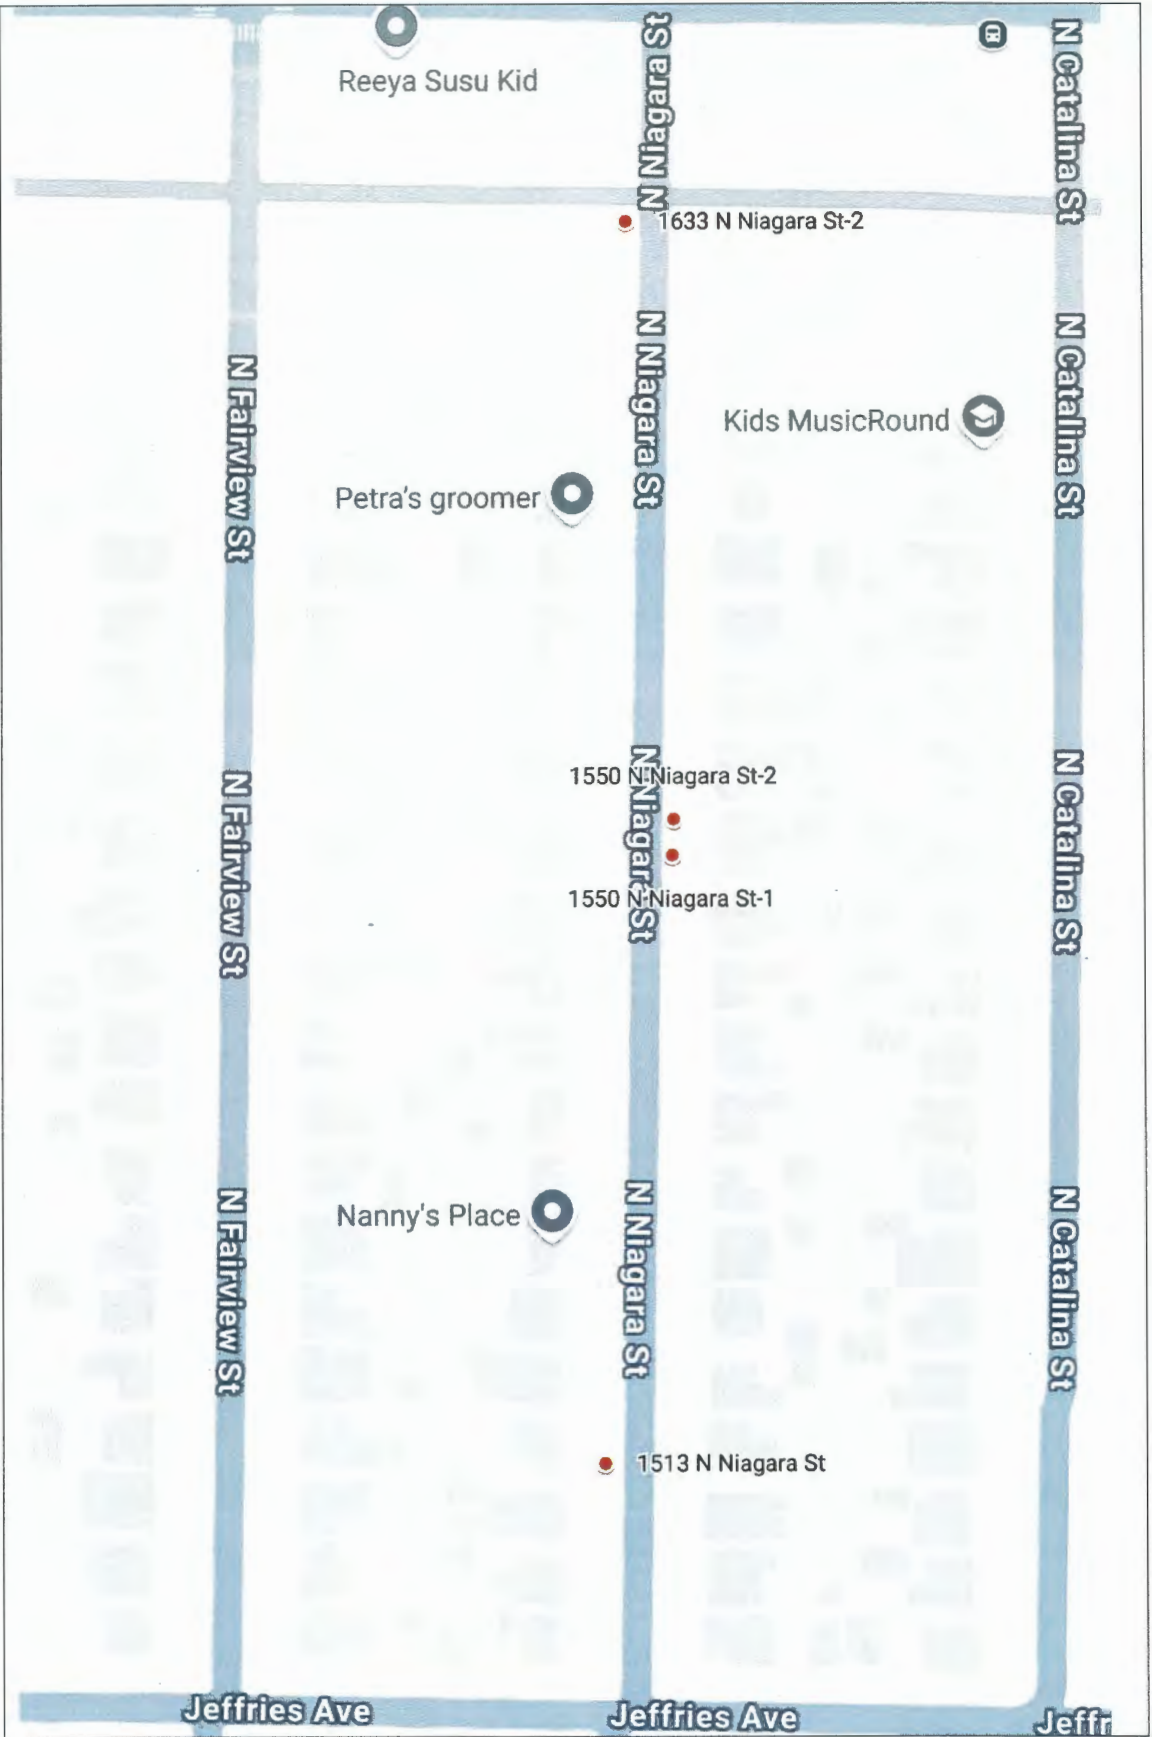 Reeya Susu Kid
N Niagara St
N Catalina St
1633 N Niagara St-2
N Fairview St
N Niagara St
N Catalina St
Kids MusicRound
Petra's groomer
1550 N Niagara St-2
N Fairview St
N Niagara St
N Catalina St
1550 N Niagara St-1
Nanny's Place
N Fairview St
N Niagara St
N Catalina St
1513 N Niagara St
Jeffries Ave
Jeffries Ave
Jeffr